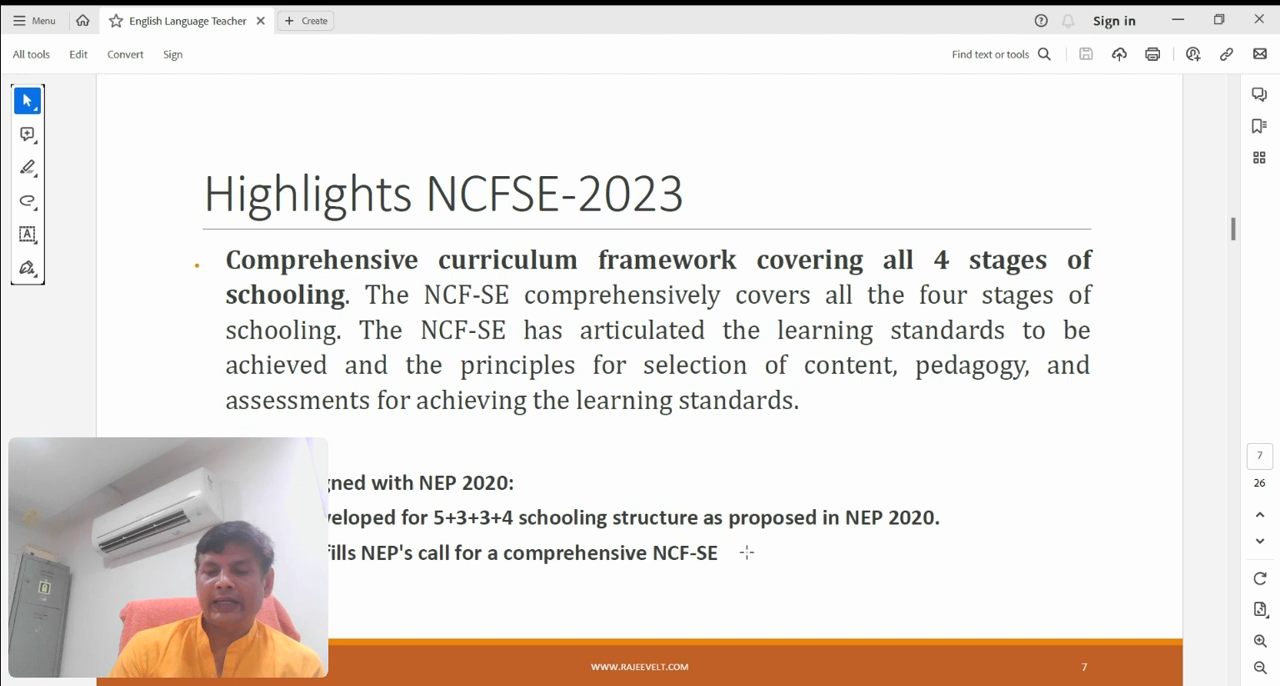 Menu
English Language Teacher
Create
Sign in
All tools
Edit
Convert
Sign
Find text or tools
Highlights NCFSE-2023
Comprehensive curriculum framework covering all 4 stages of
schooling. The NCF-SE comprehensively covers all the four stages of
schooling. The NCF-SE has articulated the learning standards to be
achieved and the principles for selection of content, pedagogy, and
assessments for achieving the learning standards.
with NEP 2020:
for 5+3+3+4 schooling structure as proposed in NEP 2020.
NEP's call for a comprehensive NCF-SE
7
26
WWW.RAJEEVELT.COM
7